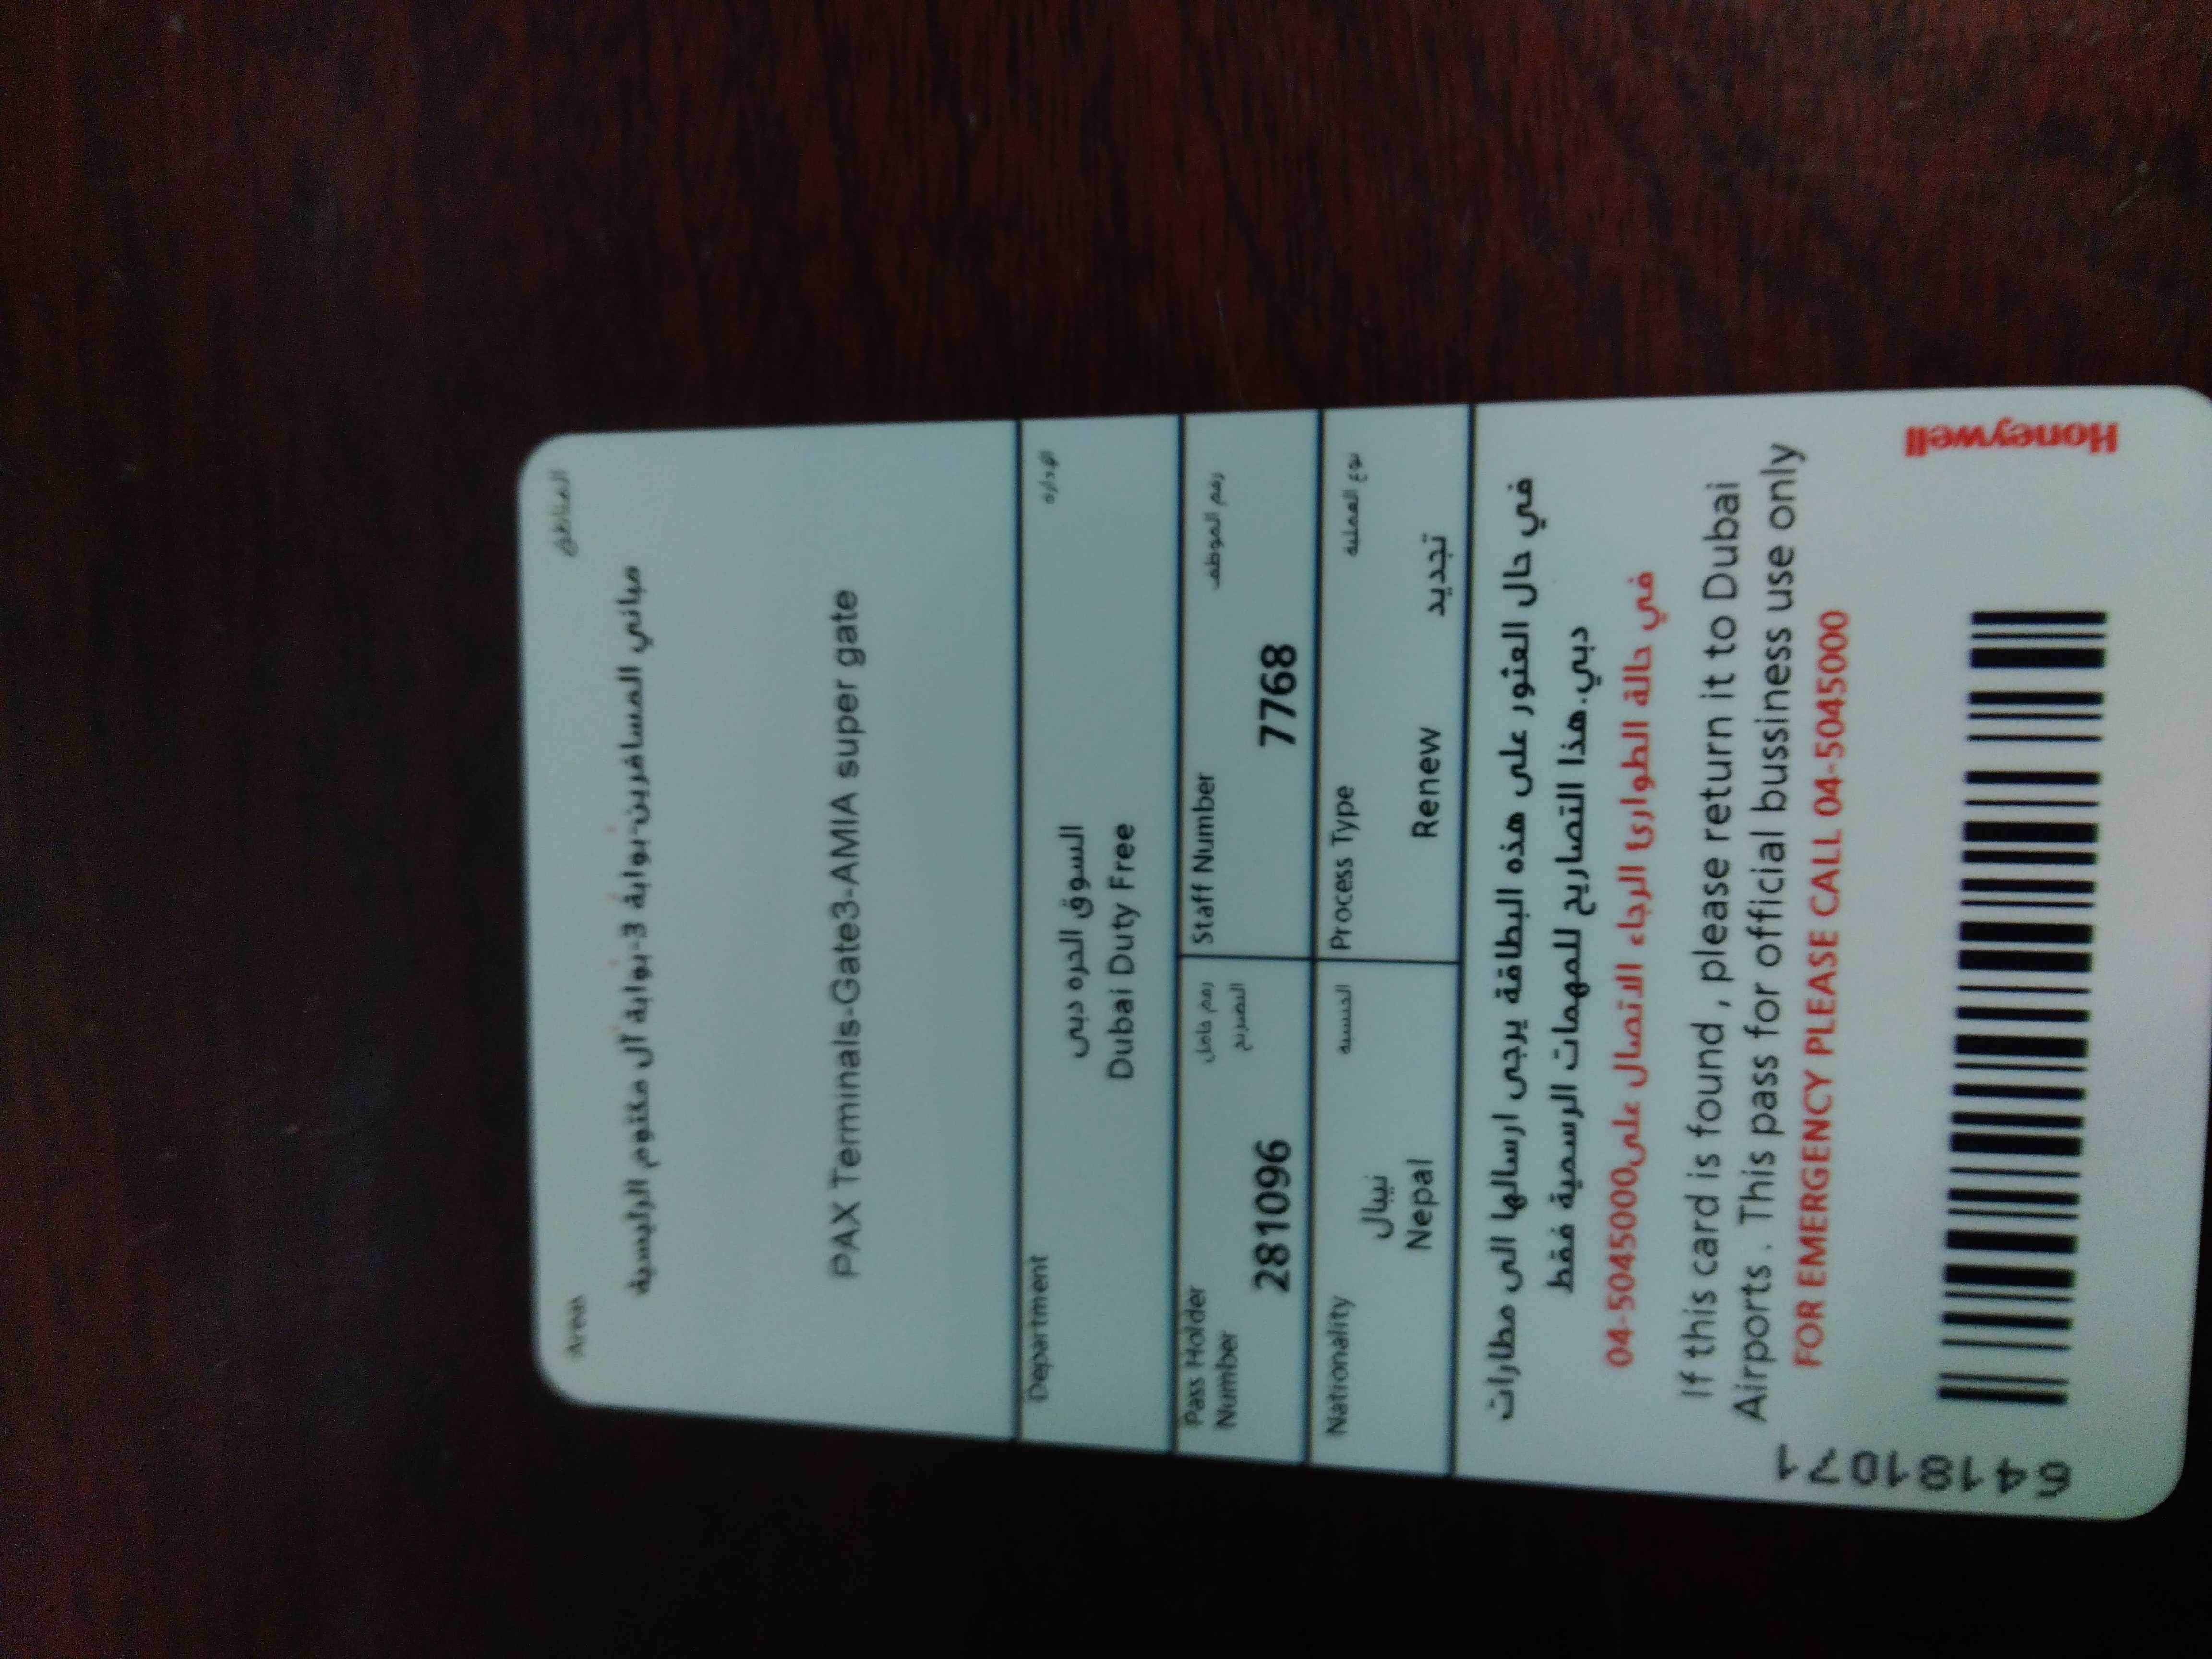 Areas المناطق
مباني المسافرين-بوابة 3-بوابة آل مكتوم الرئيسية
PAX Terminals-Gate3-AMIA super gate
Department الإدارة
السوق الحره دبى
Dubai Duty Free
Pass Holder Number رقم حامل التصريح
281096
Staff Number رقم الموظف
7768
Nationality الجنسية
نيبال
Nepal
Process Type نوع العملية
Renew تجديد
في حال العثور على هذه البطاقة يرجى ارسالها الى مطارات
دبي.هذا التصاريح للمهمات الرسمية فقط
في حالة الطوارئ الرجاء الاتصال على04-5045000
If this card is found , please return it to Dubai
Airports . This pass for official bussiness use only
FOR EMERGENCY PLEASE CALL 04-5045000
Honeywell